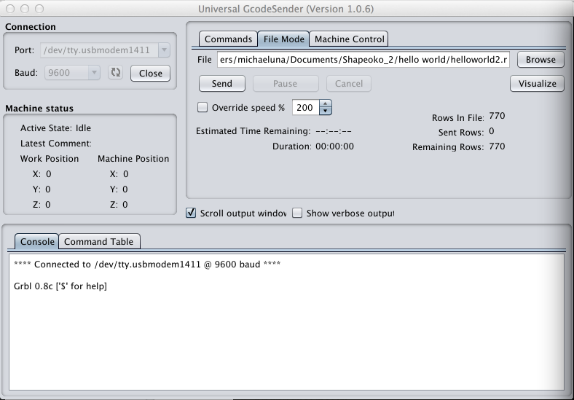 Universal GcodeSender (Version 1.0.6)
Connection
Port: /dev/tty.usbmodem1411
Baud: 9600 Close
Machine status
Active State: Idle
Latest Comment:
Work Position Machine Position
X: 0 X: 0
Y: 0 Y: 0
Z: 0 Z: 0
Commands File Mode Machine Control
File ers/michaeluna/Documents/Shapeoko_2/hello world/helloworld2.r Browse
Send Pause Cancel Visualize
Override speed % 200
Rows In File: 770
Estimated Time Remaining: --:--:-- Sent Rows: 0
Duration: 00:00:00 Remaining Rows: 770
Scroll output window Show verbose output
Console Command Table
**** Connected to /dev/tty.usbmodem1411 @ 9600 baud ****
Grbl 0.8c ['$' for help]